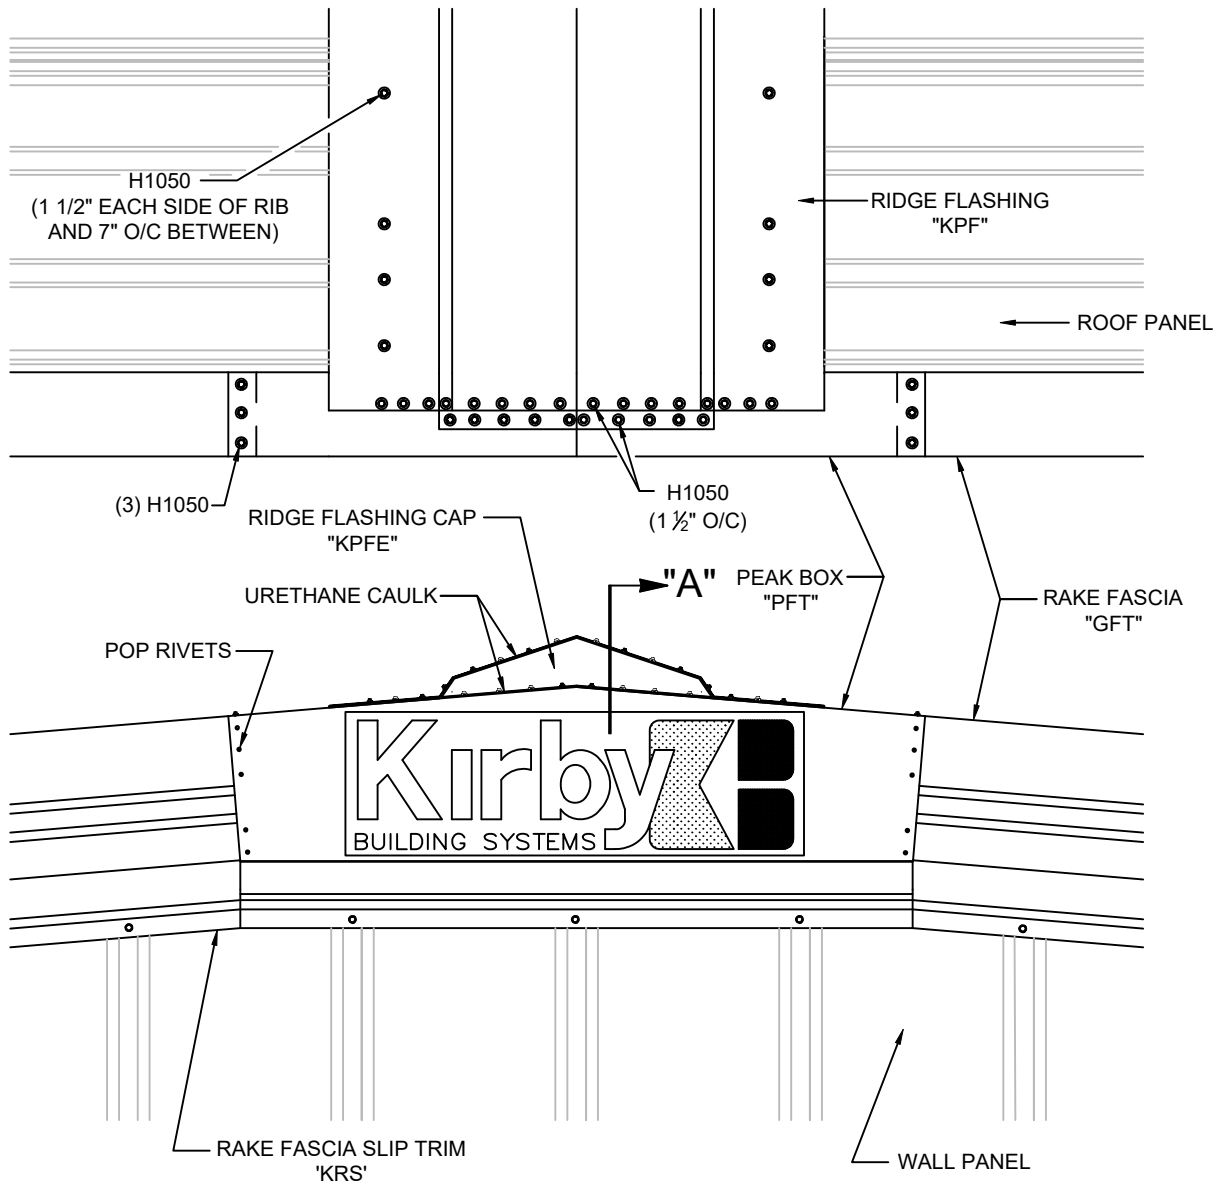 H1050
(1 1/2" EACH SIDE OF RIB
AND 7" O/C BETWEEN)
RIDGE FLASHING
"KPF"
ROOF PANEL
(3) H1050
H1050
(1 ½" O/C)
RIDGE FLASHING CAP
"KPFE"
URETHANE CAULK
"A"
PEAK BOX
"PFT"
RAKE FASCIA
"GFT"
POP RIVETS
Kirby
BUILDING SYSTEMS
KB
RAKE FASCIA SLIP TRIM
'KRS'
WALL PANEL